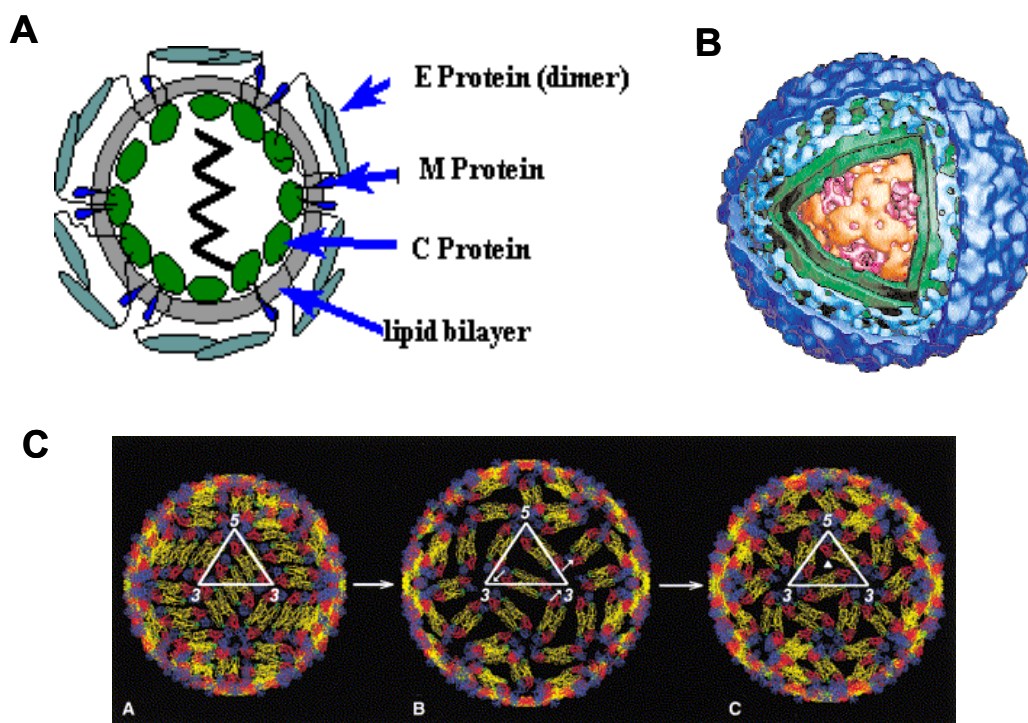 A
B
E Protein (dimer)
M Protein
C Protein
lipid bilayer
C
5 5 5
3 3 3 3 3 3
A B C